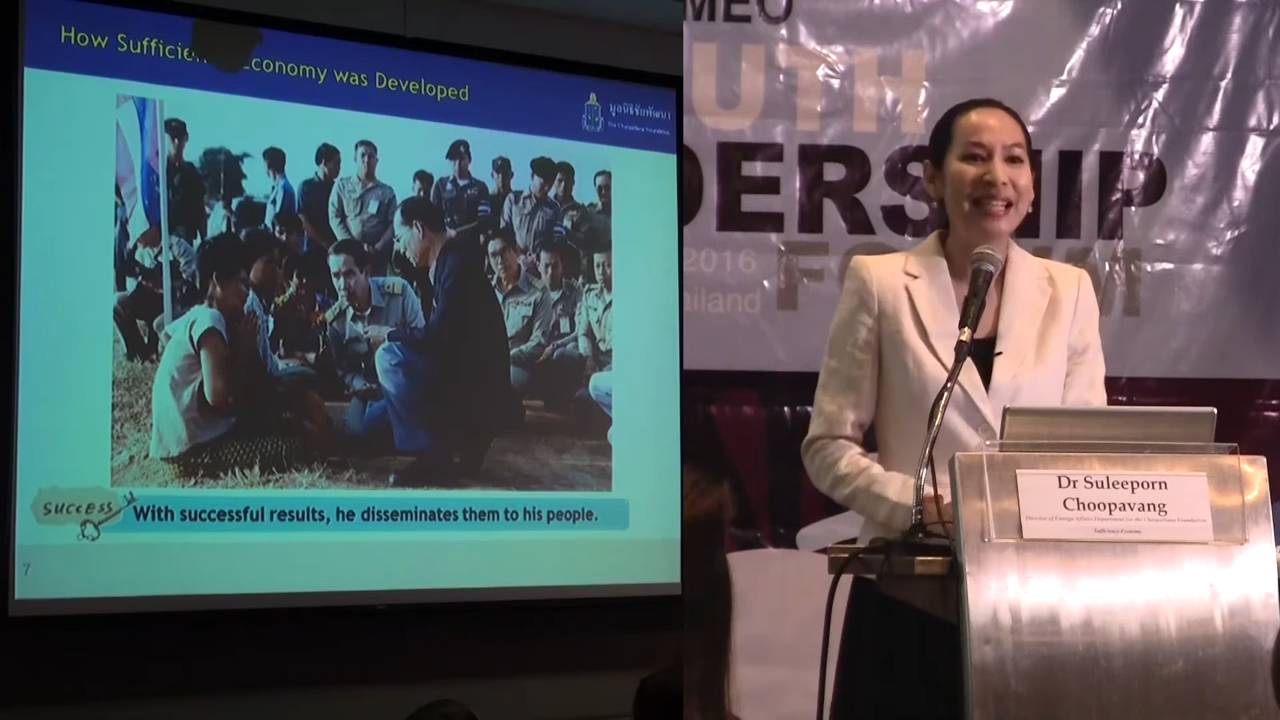 How Sufficie Economy was Developed
มูลนิธิชัยพัฒนา
The Chaipattana Foundation
SUCCESS
With successful results, he disseminates them to his people.
7
MEO
UTH
DERSHIP
2016
FORUM
ailand
Dr Suleeporn
Choopavang
Director of Foreign Affairs Department for the Chaipattana Foundation
Sufficiency Economy